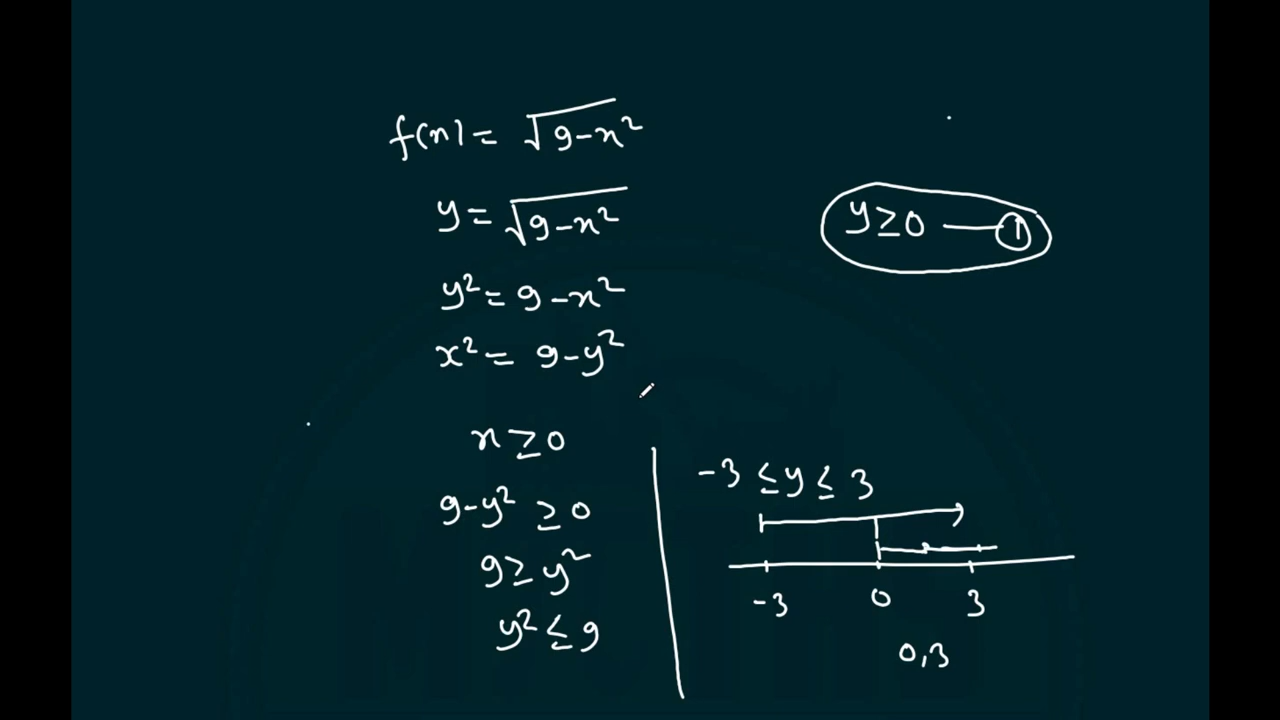 f(x) = √9-x²
y = √9-x²
y ≥ 0 — ①
y² = 9-x²
x² = 9-y²
x ≥ 0
9-y² ≥ 0
9 ≥ y²
y² ≤ 9
-3 ≤ y ≤ 3
-3 0 3
0,3